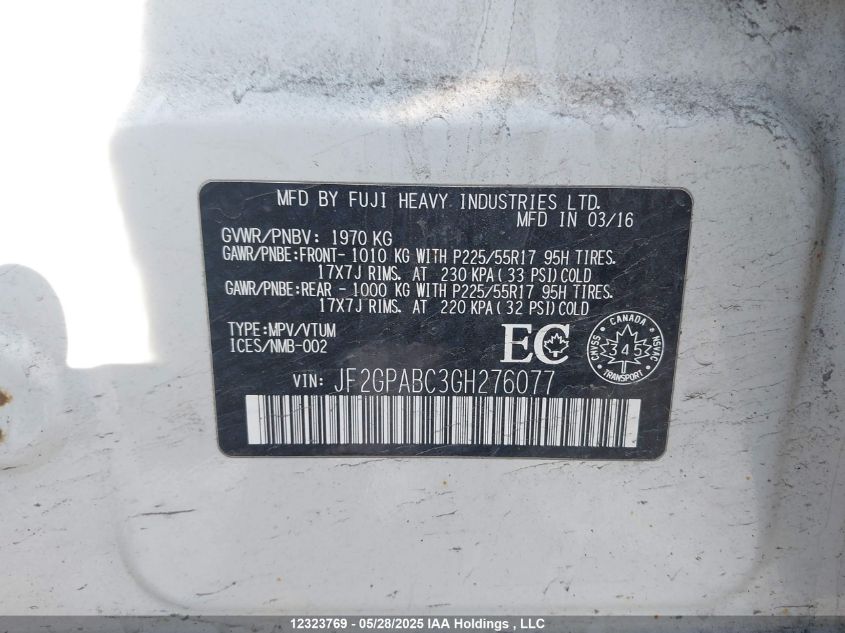 MFD BY FUJI HEAVY INDUSTRIES LTD.
MFD IN 03/16
GVWR/PNBV: 1970 KG
GAWR/PNBE:FRONT- 1010 KG WITH P225/55R17 95H TIRES.
17X7J RIMS. AT 230 KPA(33 PSI)COLD
GAWR/PNBE:REAR - 1000 KG WITH P225/55R17 95H TIRES.
17X7J RIMS. AT 220 KPA(32 PSI)COLD
TYPE:MPV/VTUM
ICES/NMB-002
EC
CANADA
CMVSS
345
NSVAC
TRANSPORT
VIN: JF2GPABC3GH276077
12323769 - 05/28/2025 IAA Holdings , LLC